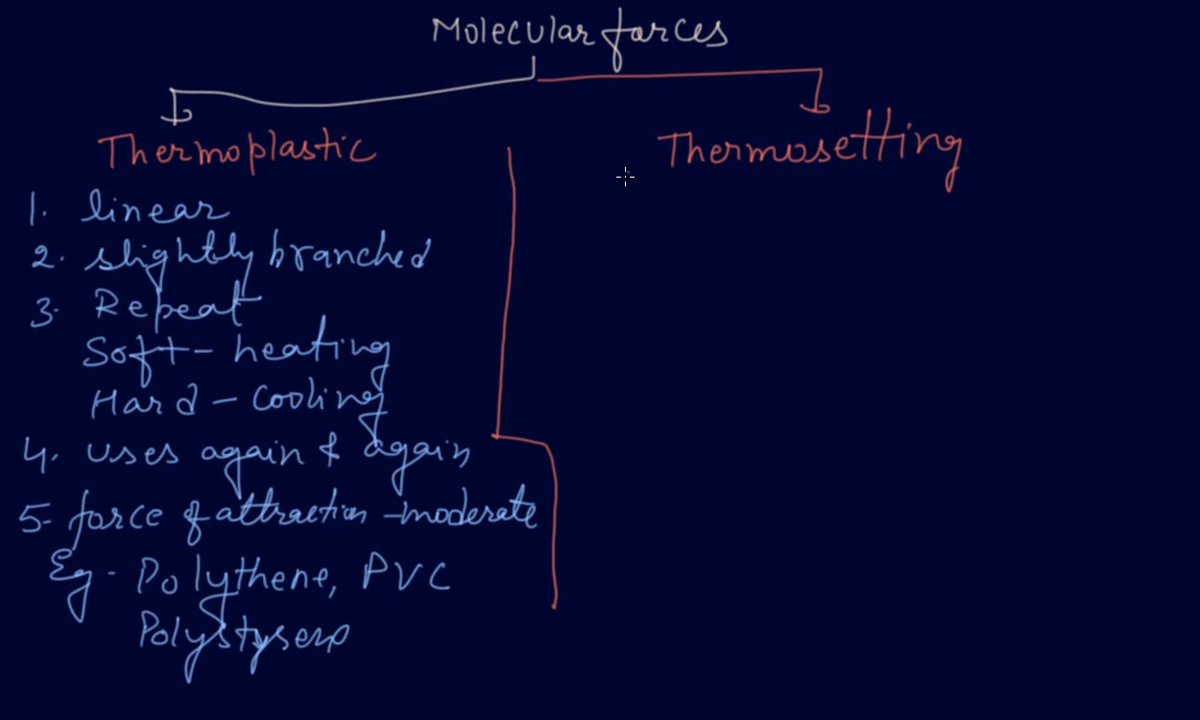 Molecular forces
Thermoplastic
1. linear
2. slightly branched
3. Repeat
Soft - heating
Hard - Cooling
4. uses again & again
5- force of attraction - moderate
Eg - Polythene, PVC
Polystyrene
Thermosetting